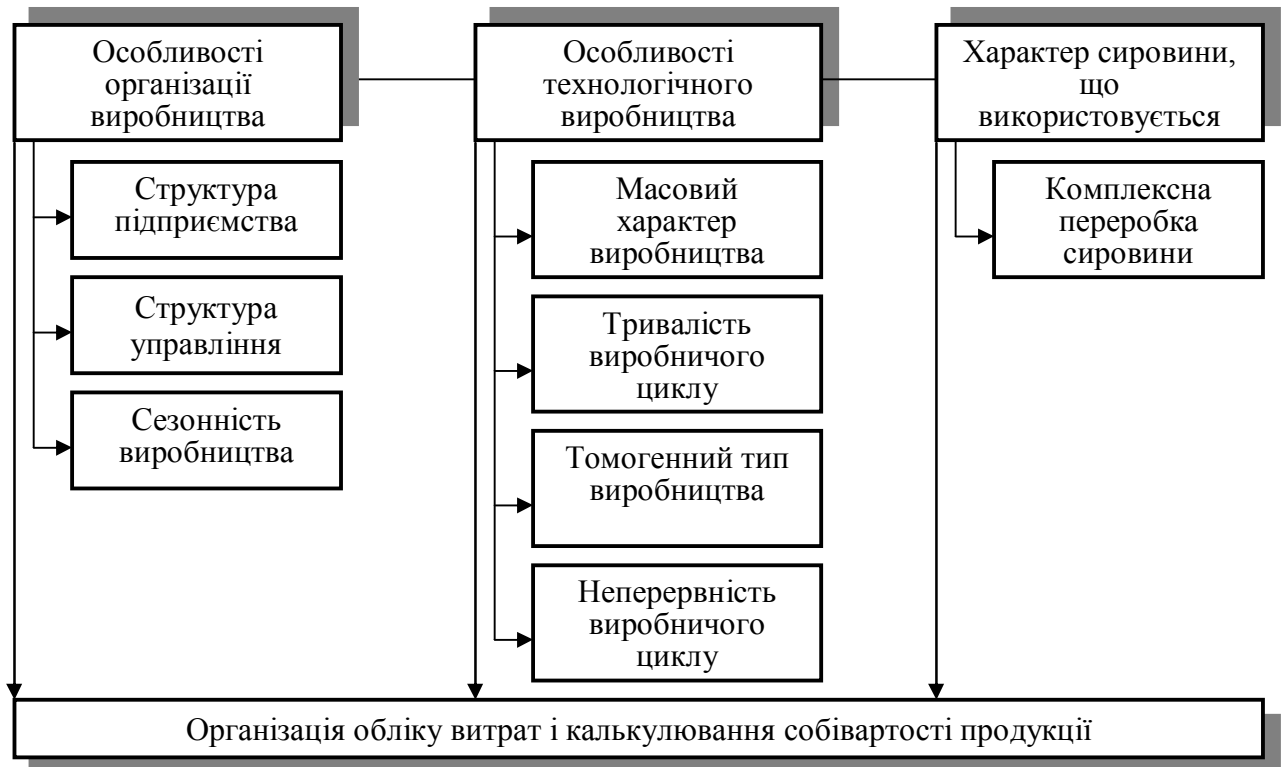 Особливості
організації
виробництва
Особливості
технологічного
виробництва
Характер сировини,
що
використовується
Структура
підприємства
Структура
управління
Сезонність
виробництва
Масовий
характер
виробництва
Тривалість
виробничого
циклу
Томогенний тип
виробництва
Неперервність
виробничого
циклу
Комплексна
переробка
сировини
Організація обліку витрат і калькулювання собівартості продукції